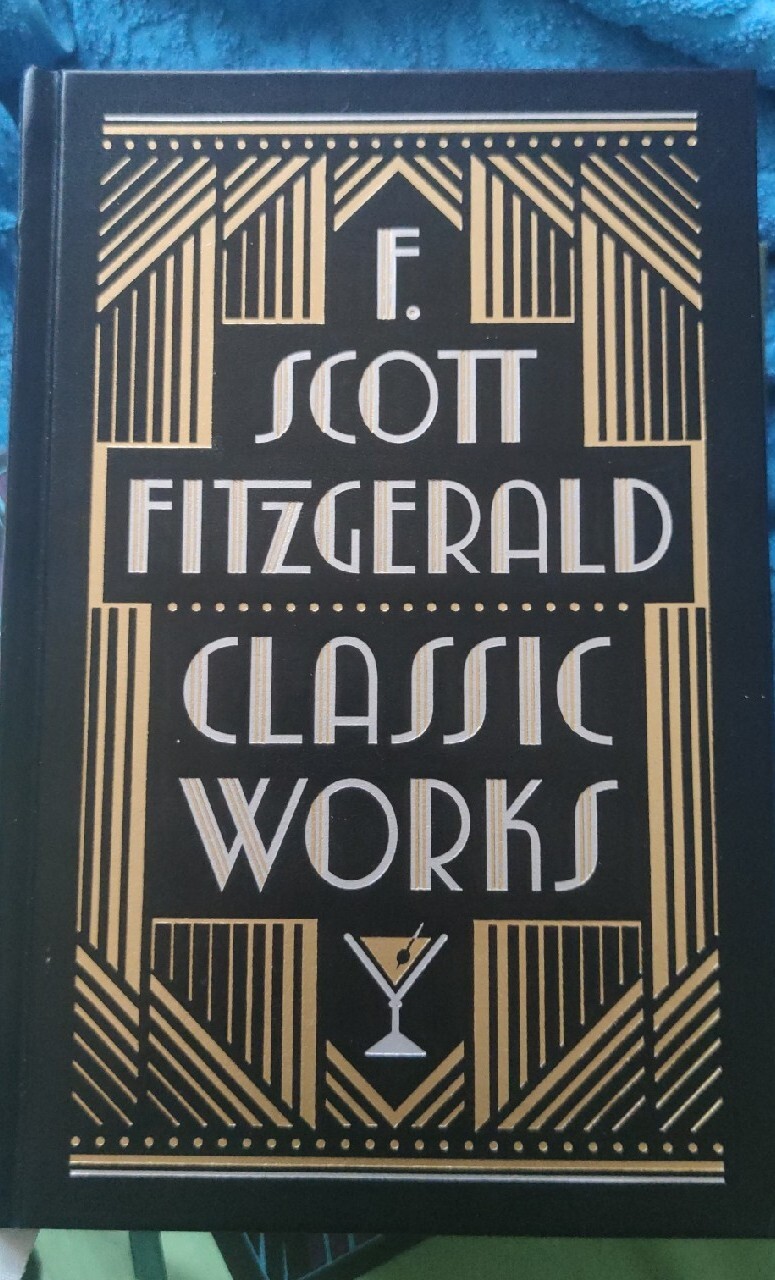 F.
SCOTT
FITZGERALD
CLASSIC
WORKS